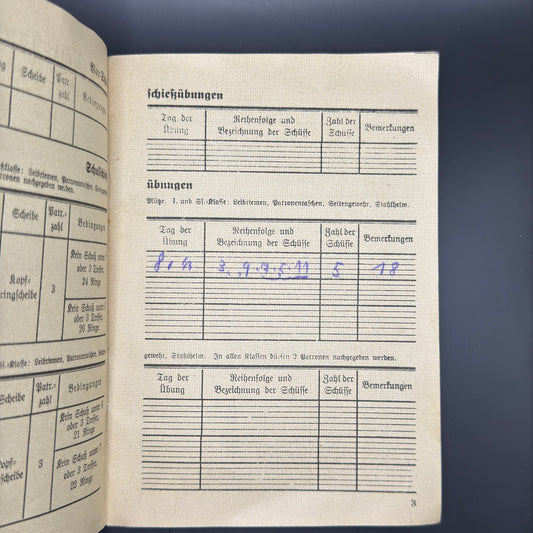 Scheibe
Patr.-
zahl
Bedingungen
Klasse: Leibriemen, Patronentaschen,
nachgegeben werden.
Scheibe
Patr.-
zahl
Bedingungen
Kopf-
ringscheibe
3
Kein Schuß unter
oder 3 Treffer,
24 Ringe
Kein Schuß unter
oder 3 Treffer,
26 Ringe
Klasse: Leibriemen, Patronentaschen,
Scheibe
Patr.-
zahl
Bedingungen
3
Kein Schuß unter
oder 3 Treffer,
21 Ringe
Kein Schuß unter
oder 3 Treffer,
22 Ringe
schießübungen
Tag der
Übung
Reihenfolge und
Bezeichnung der Schüsse
Zahl der
Schüsse
Bemerkungen
übungen
Mütze. I. und Sf.-Klasse: Leibriemen, Patronentaschen, Seitengewehr, Stahlhelm.
Tag der
Übung
Reihenfolge und
Bezeichnung der Schüsse
Zahl der
Schüsse
Bemerkungen
5
18
gewehr, Stahlhelm. In allen Klassen dürfen 2 Patronen nachgegeben werden.
Tag der
Übung
Reihenfolge und
Bezeichnung der Schüsse
Zahl der
Schüsse
Bemerkungen
3